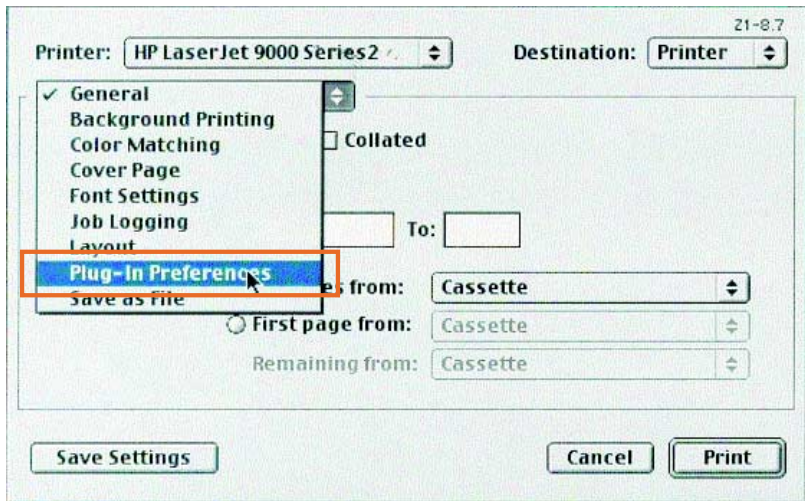 Z1-8.7
Printer: HP LaserJet 9000 Series2 Destination: Printer
General
Background Printing
Color Matching Collated
Cover Page
Font Settings
Job Logging To:
Layout
Plug-In Preferences es from: Cassette
Save as File
First page from: Cassette
Remaining from: Cassette
Save Settings Cancel Print